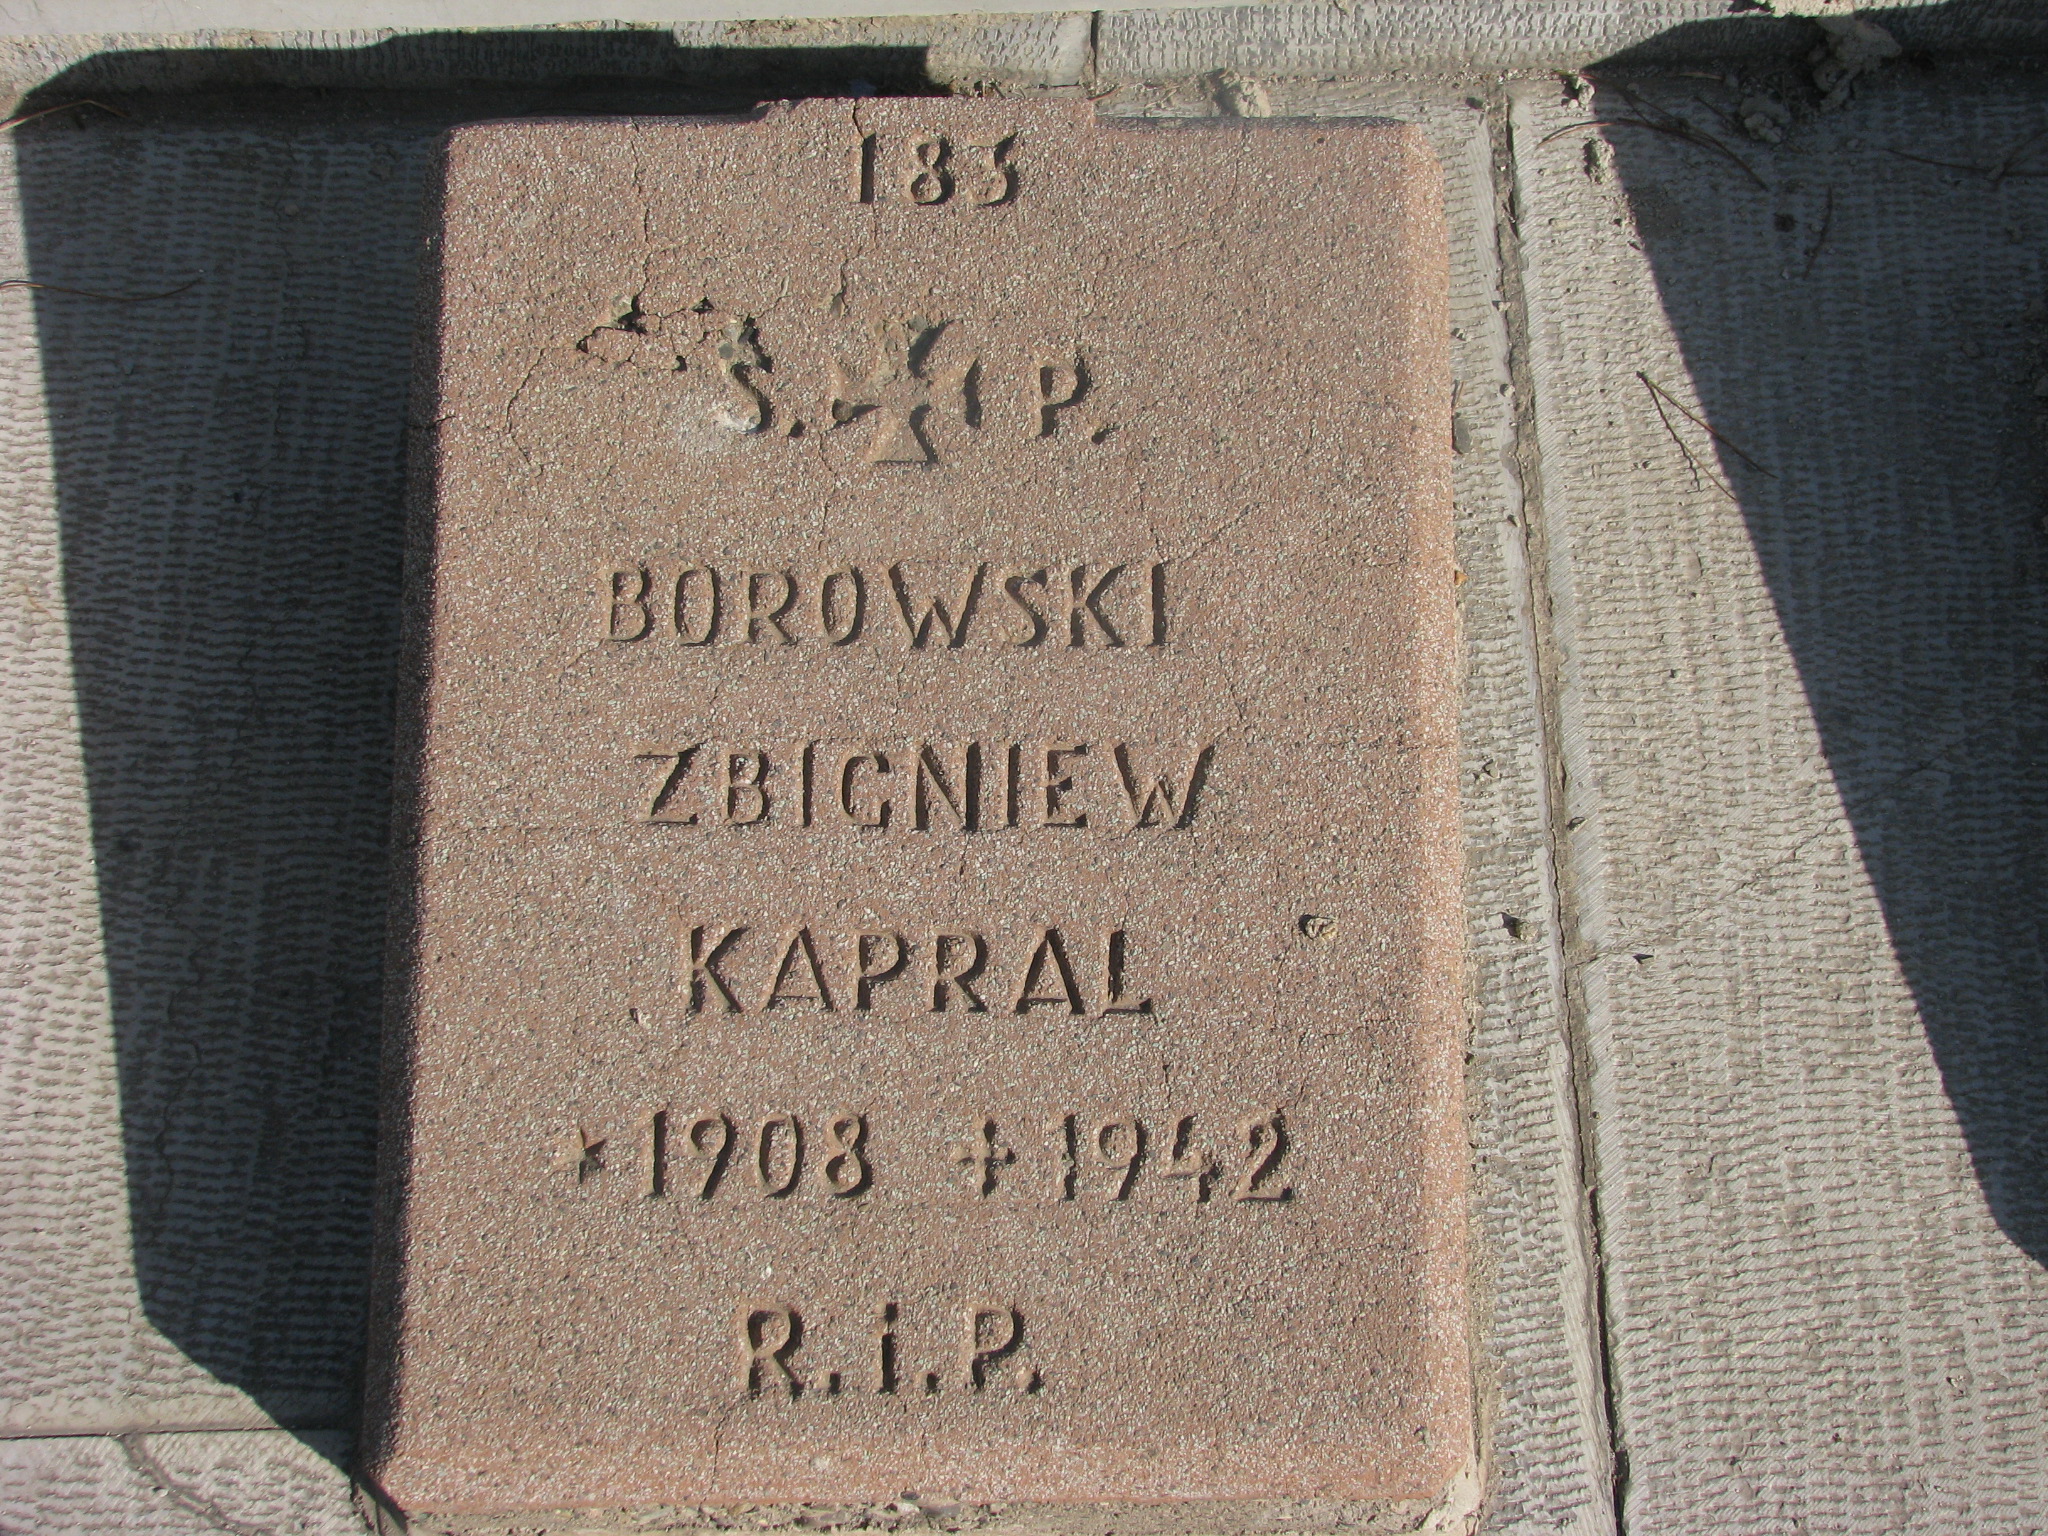 183
S. P.
BOROWSKI
ZBIGNIEW
KAPRAL
* 1908 + 1942
R.i.P.